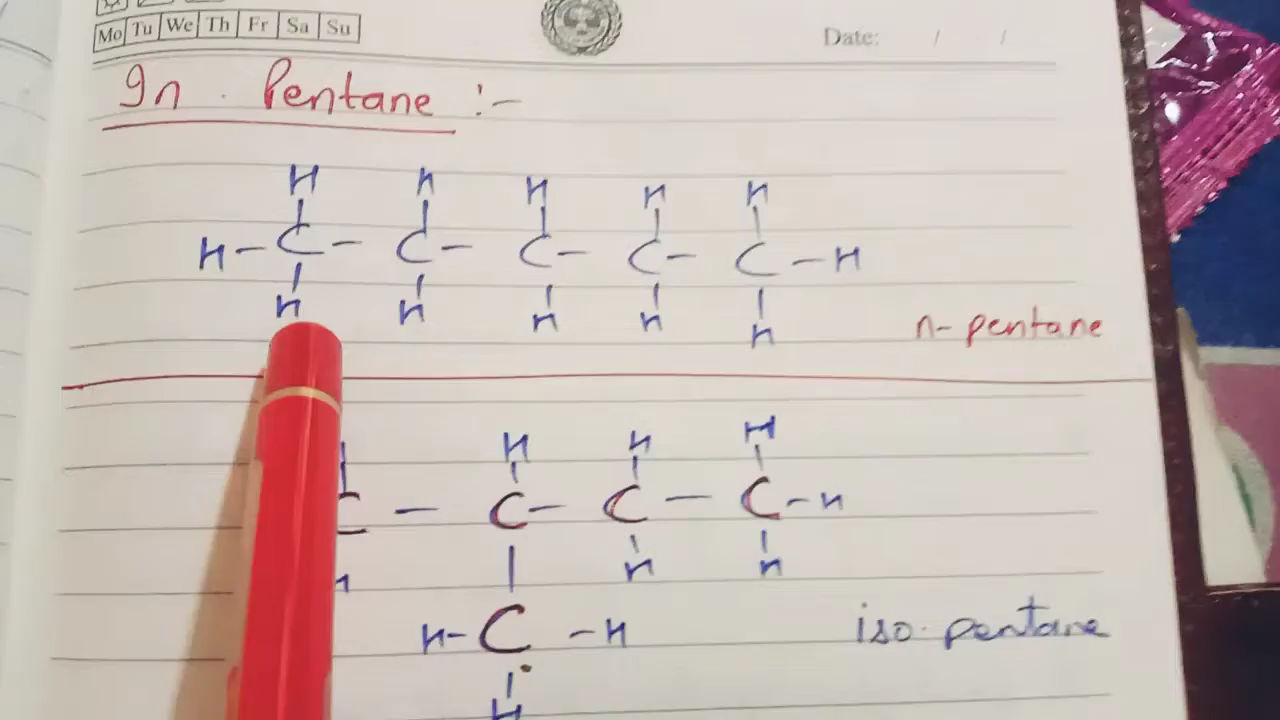 Mo Tu We Th Fr Sa Su
Date: / /
In Pentane :-
H H H H H
H - C - C - C - C - C - H
H H H H H
n- pentane
H H H
C - C - C - C - H
H H H
H - C - H
iso. pentane
H